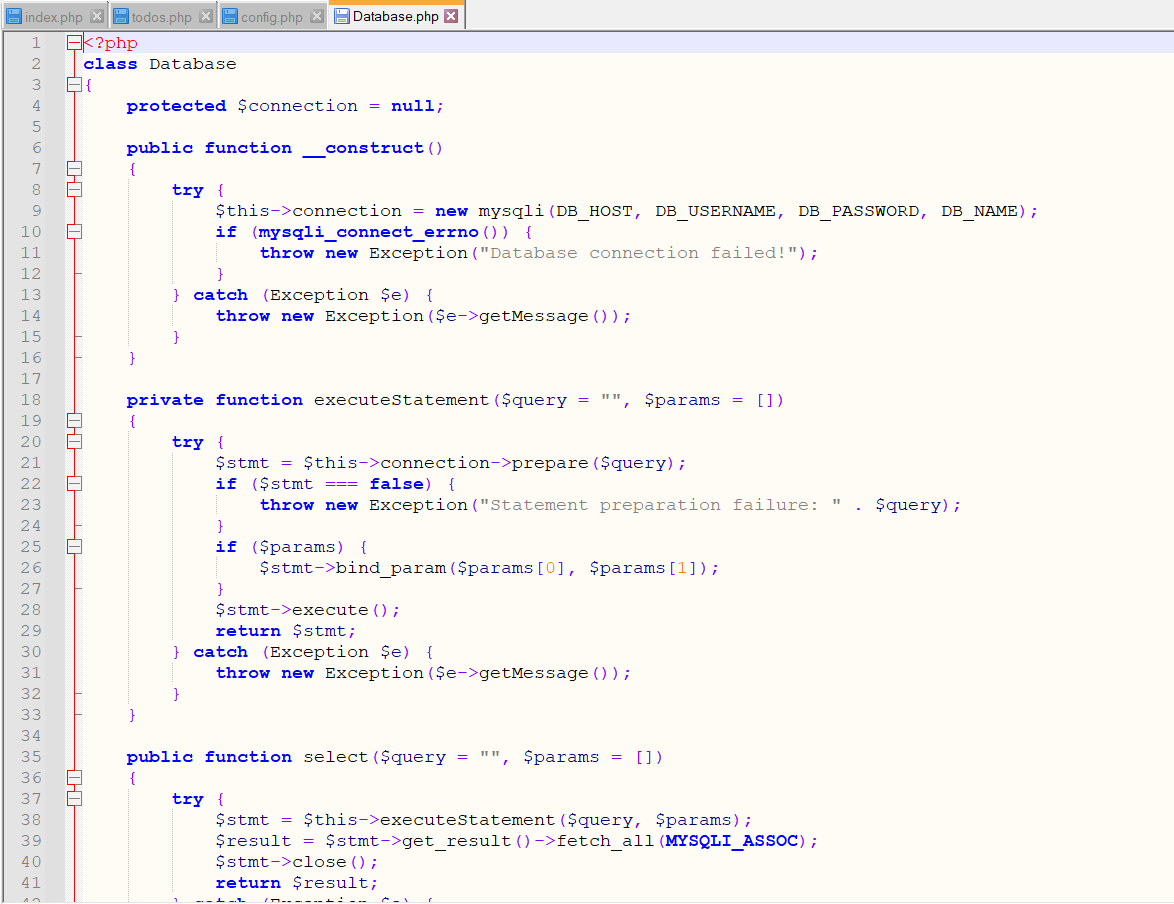 index.php todos.php config.php Database.php
1 <?php
2 class Database
3 {
4 protected $connection = null;
5
6 public function __construct()
7 {
8 try {
9 $this->connection = new mysqli(DB_HOST, DB_USERNAME, DB_PASSWORD, DB_NAME);
10 if (mysqli_connect_errno()) {
11 throw new Exception("Database connection failed!");
12 }
13 } catch (Exception $e) {
14 throw new Exception($e->getMessage());
15 }
16 }
17
18 private function executeStatement($query = "", $params = [])
19 {
20 try {
21 $stmt = $this->connection->prepare($query);
22 if ($stmt === false) {
23 throw new Exception("Statement preparation failure: " . $query);
24 }
25 if ($params) {
26 $stmt->bind_param($params[0], $params[1]);
27 }
28 $stmt->execute();
29 return $stmt;
30 } catch (Exception $e) {
31 throw new Exception($e->getMessage());
32 }
33 }
34
35 public function select($query = "", $params = [])
36 {
37 try {
38 $stmt = $this->executeStatement($query, $params);
39 $result = $stmt->get_result()->fetch_all(MYSQLI_ASSOC);
40 $stmt->close();
41 return $result;
42 } catch (Exception $e) {